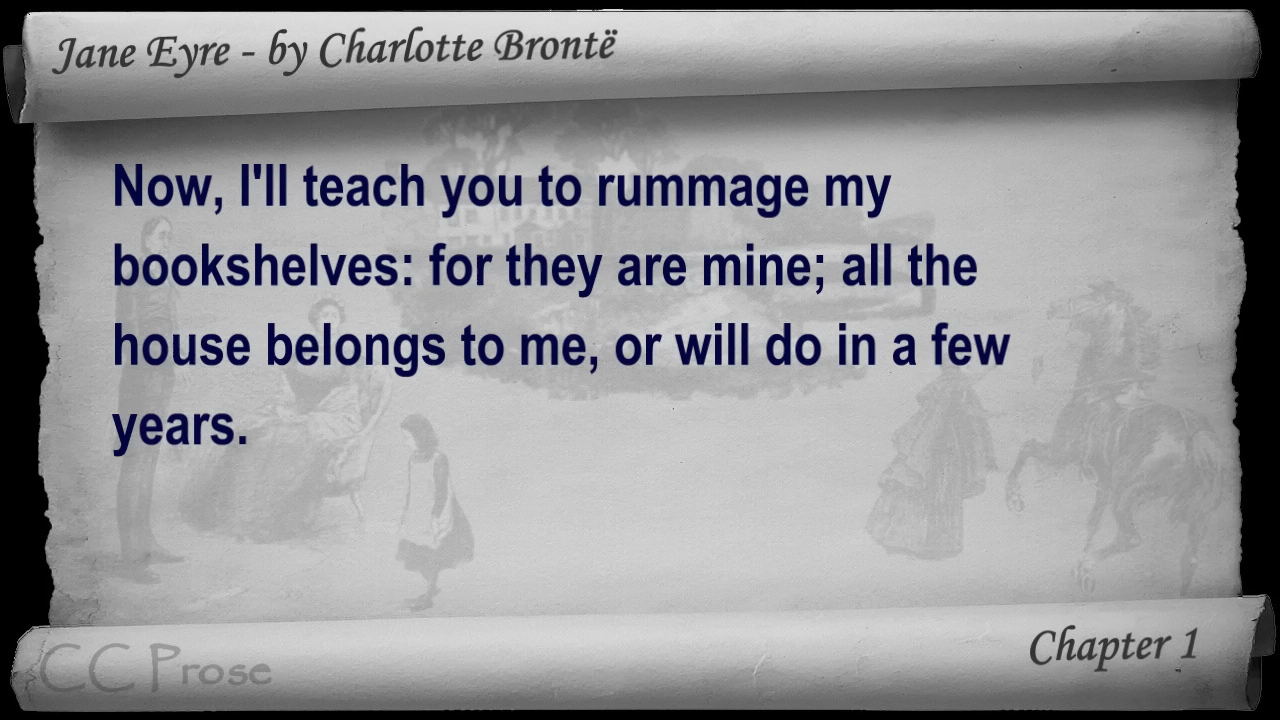 Jane Eyre - by Charlotte Brontë
Now, I'll teach you to rummage my
bookshelves: for they are mine; all the
house belongs to me, or will do in a few
years.
CC Prose
Chapter 1